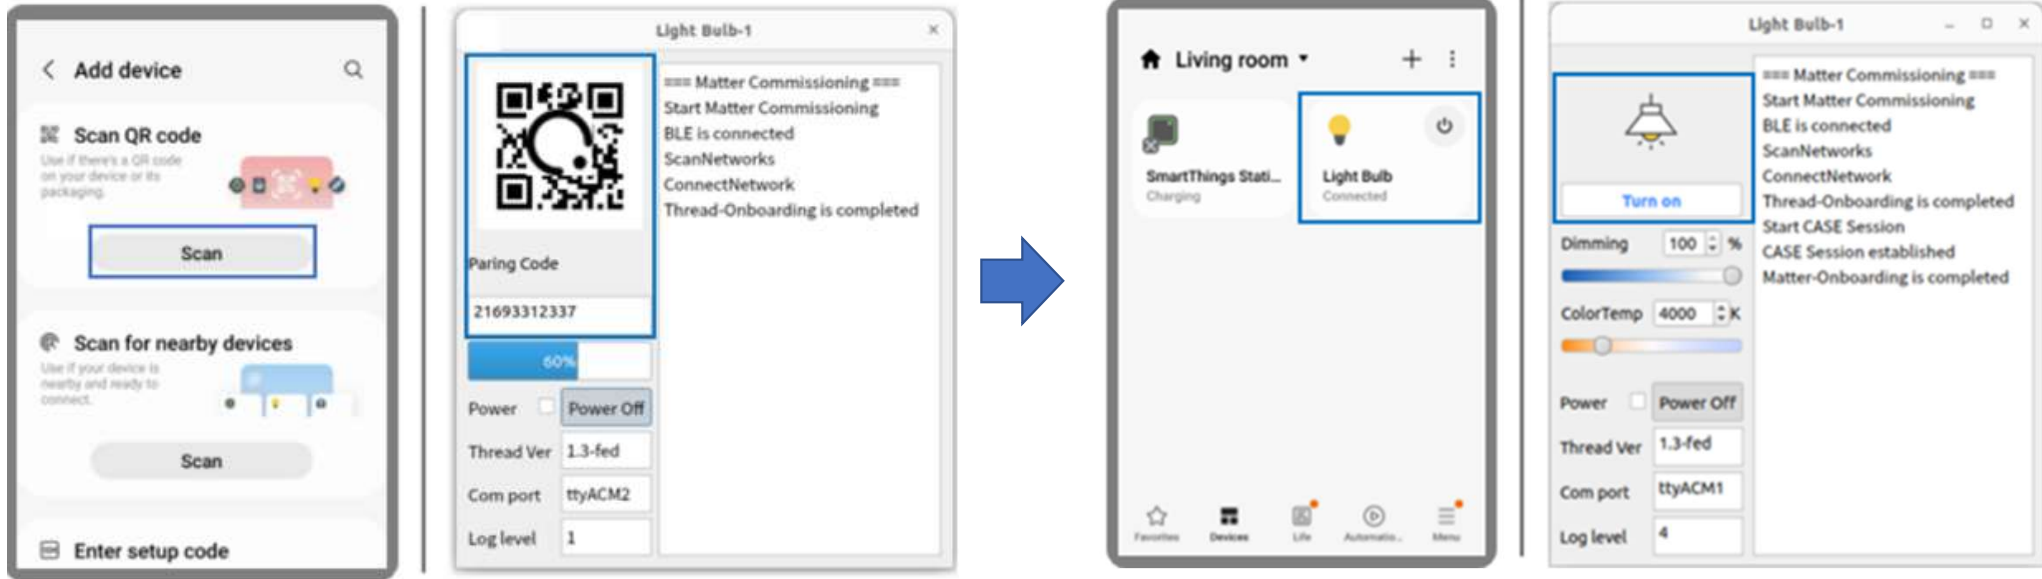 Add device
Scan QR code
Use if there's a QR code
on your device or its
packaging.
Scan
Scan for nearby devices
Use if your device is
nearby and ready to
connect.
Scan
Enter setup code
Light Bulb-1
Paring Code
21693312337
60%
Power
Power Off
Thread Ver
1.3-fed
Com port
ttyACM2
Log level
1
=== Matter Commissioning ===
Start Matter Commissioning
BLE is connected
ScanNetworks
ConnectNetwork
Thread-Onboarding is completed
Living room
SmartThings Stati...
Charging
Light Bulb
Connected
Favorites
Devices
Life
Automatio...
Menu
Light Bulb-1
Turn on
Dimming
100
%
ColorTemp
4000
K
Power
Power Off
Thread Ver
1.3-fed
Com port
ttyACM1
Log level
4
=== Matter Commissioning ===
Start Matter Commissioning
BLE is connected
ScanNetworks
ConnectNetwork
Thread-Onboarding is completed
Start CASE Session
CASE Session established
Matter-Onboarding is completed